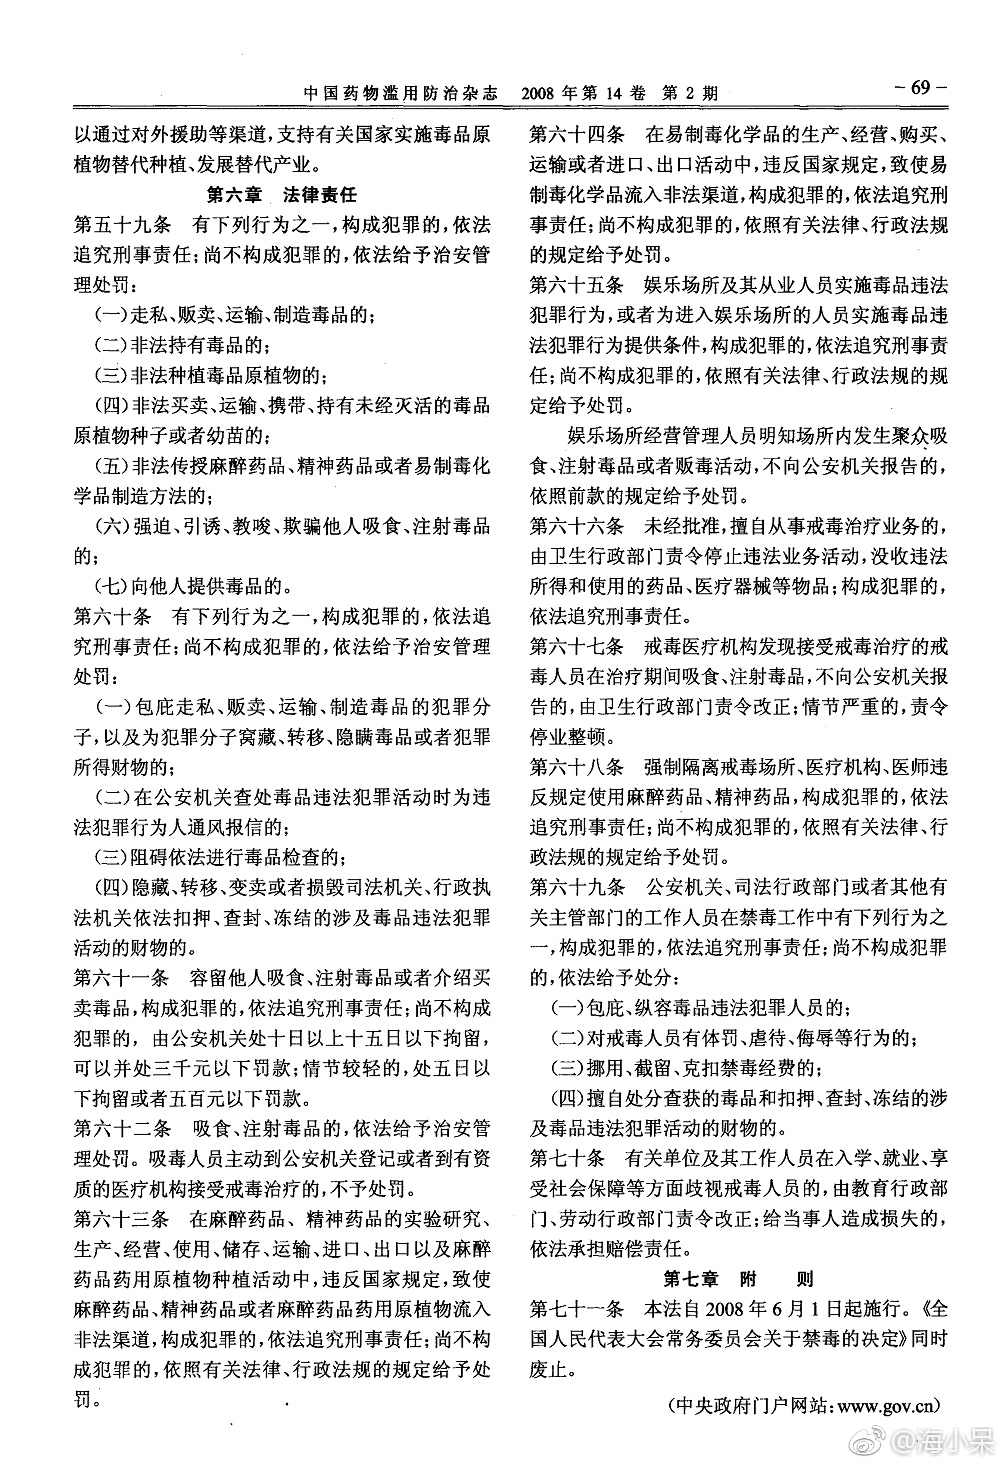 中国药物滥用防治杂志 2008年第14卷 第2期
-69-
以通过对外援助等渠道,支持有关国家实施毒品原
植物替代种植、发展替代产业。
第六章 法律责任
第五十九条 有下列行为之一,构成犯罪的,依法
追究刑事责任;尚不构成犯罪的,依法给予治安管
理处罚:
(一)走私、贩卖、运输、制造毒品的;
(二)非法持有毒品的;
(三)非法种植毒品原植物的;
(四)非法买卖、运输、携带、持有未经灭活的毒品
原植物种子或者幼苗的;
(五)非法传授麻醉药品、精神药品或者易制毒化
学品制造方法的;
(六)强迫、引诱、教唆、欺骗他人吸食、注射毒品
的;
(七)向他人提供毒品的。
第六十条 有下列行为之一,构成犯罪的,依法追
究刑事责任;尚不构成犯罪的,依法给予治安管理
处罚:
(一)包庇走私、贩卖、运输、制造毒品的犯罪分
子,以及为犯罪分子窝藏、转移、隐瞒毒品或者犯罪
所得财物的;
(二)在公安机关查处毒品违法犯罪活动时为违
法犯罪行为人通风报信的;
(三)阻碍依法进行毒品检查的;
(四)隐藏、转移、变卖或者损毁司法机关、行政执
法机关依法扣押、查封、冻结的涉及毒品违法犯罪
活动的财物的。
第六十一条 容留他人吸食、注射毒品或者介绍买
卖毒品,构成犯罪的,依法追究刑事责任;尚不构成
犯罪的,由公安机关处十日以上十五日以下拘留,
可以并处三千元以下罚款;情节较轻的,处五日以
下拘留或者五百元以下罚款。
第六十二条 吸食、注射毒品的,依法给予治安管
理处罚。吸毒人员主动到公安机关登记或者到有资
质的医疗机构接受戒毒治疗的,不予处罚。
第六十三条 在麻醉药品、精神药品的实验研究、
生产、经营、使用、储存、运输、进口、出口以及麻醉
药品药用原植物种植活动中,违反国家规定,致使
麻醉药品、精神药品或者麻醉药品药用原植物流入
非法渠道,构成犯罪的,依法追究刑事责任;尚不构
成犯罪的,依照有关法律、行政法规的规定给予处
罚。
第六十四条 在易制毒化学品的生产、经营、购买、
运输或者进口、出口活动中,违反国家规定,致使易
制毒化学品流入非法渠道,构成犯罪的,依法追究刑
事责任;尚不构成犯罪的,依照有关法律、行政法规
的规定给予处罚。
第六十五条 娱乐场所及其从业人员实施毒品违法
犯罪行为,或者为进入娱乐场所的人员实施毒品违
法犯罪行为提供条件,构成犯罪的,依法追究刑事责
任;尚不构成犯罪的,依照有关法律、行政法规的规
定给予处罚。
娱乐场所经营管理人员明知场所内发生聚众吸
食、注射毒品或者贩毒活动,不向公安机关报告的,
依照前款的规定给予处罚。
第六十六条 未经批准,擅自从事戒毒治疗业务的,
由卫生行政部门责令停止违法业务活动,没收违法
所得和使用的药品、医疗器械等物品;构成犯罪的,
依法追究刑事责任。
第六十七条 戒毒医疗机构发现接受戒毒治疗的戒
毒人员在治疗期间吸食、注射毒品,不向公安机关报
告的,由卫生行政部门责令改正;情节严重的,责令
停业整顿。
第六十八条 强制隔离戒毒场所、医疗机构、医师违
反规定使用麻醉药品、精神药品,构成犯罪的,依法
追究刑事责任;尚不构成犯罪的,依照有关法律、行
政法规的规定给予处罚。
第六十九条 公安机关、司法行政部门或者其他有
关主管部门的工作人员在禁毒工作中有下列行为之
一,构成犯罪的,依法追究刑事责任;尚不构成犯罪
的,依法给予处分:
(一)包庇、纵容毒品违法犯罪人员的;
(二)对戒毒人员有体罚、虐待、侮辱等行为的;
(三)挪用、截留、克扣禁毒经费的;
(四)擅自处分查获的毒品和扣押、查封、冻结的涉
及毒品违法犯罪活动的财物的。
第七十条 有关单位及其工作人员在入学、就业、享
受社会保障等方面歧视戒毒人员的,由教育行政部
门、劳动行政部门责令改正;给当事人造成损失的,
依法承担赔偿责任。
第七章 附 则
第七十一条 本法自2008年6月1日起施行。《全
国人民代表大会常务委员会关于禁毒的决定》同时
废止。
(中央政府门户网站:www.gov.cn)
@海小呆